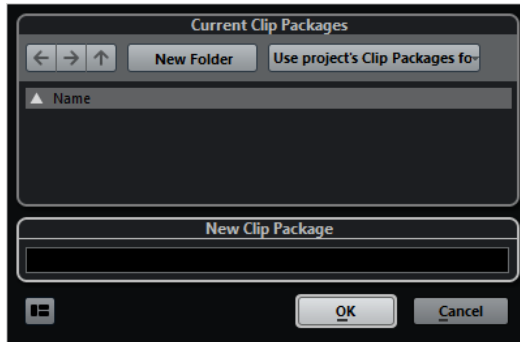 Current Clip Packages
New Folder
Use project's Clip Packages fo
Name
New Clip Package
OK
Cancel